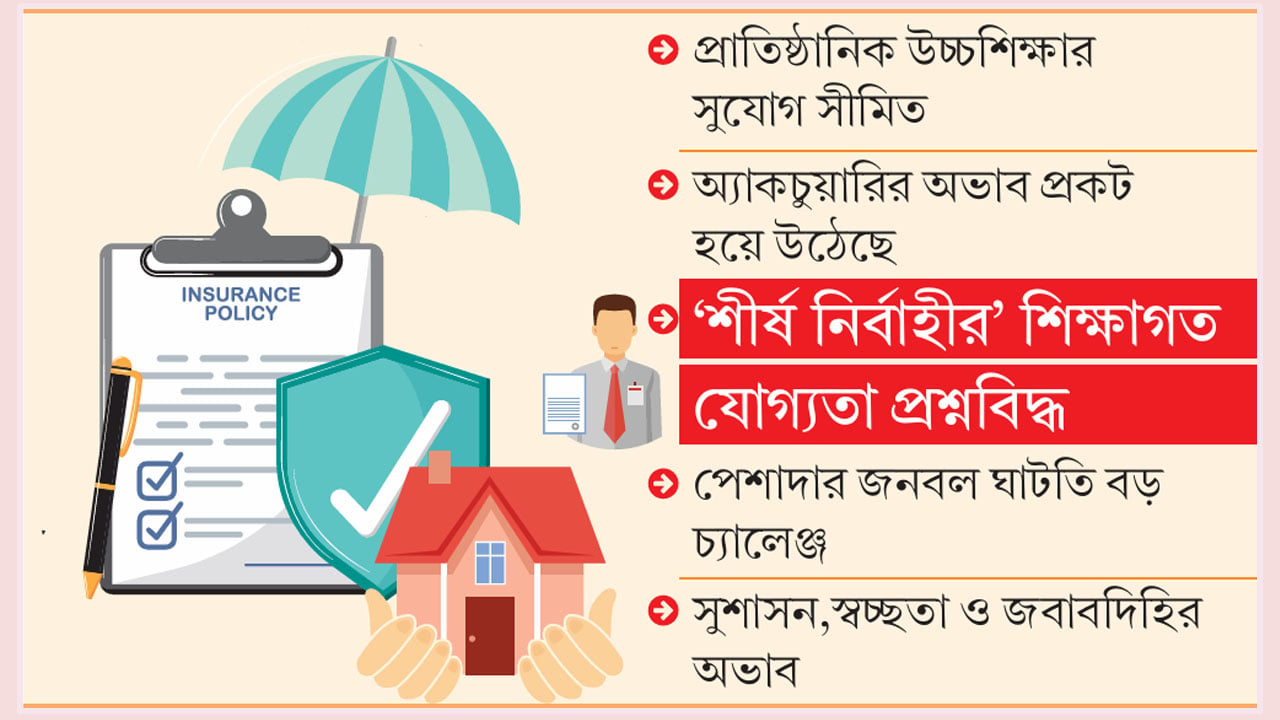 INSURANCE
POLICY
প্রাতিষ্ঠানিক উচ্চশিক্ষার
সুযোগ সীমিত
অ্যাকচুয়ারির অভাব প্রকট
হয়ে উঠেছে
‘শীর্ষ নির্বাহীর’ শিক্ষাগত
যোগ্যতা প্রশ্নবিদ্ধ
পেশাদার জনবল ঘাটতি বড়
চ্যালেঞ্জ
সুশাসন,স্বচ্ছতা ও জবাবদিহির
অভাব